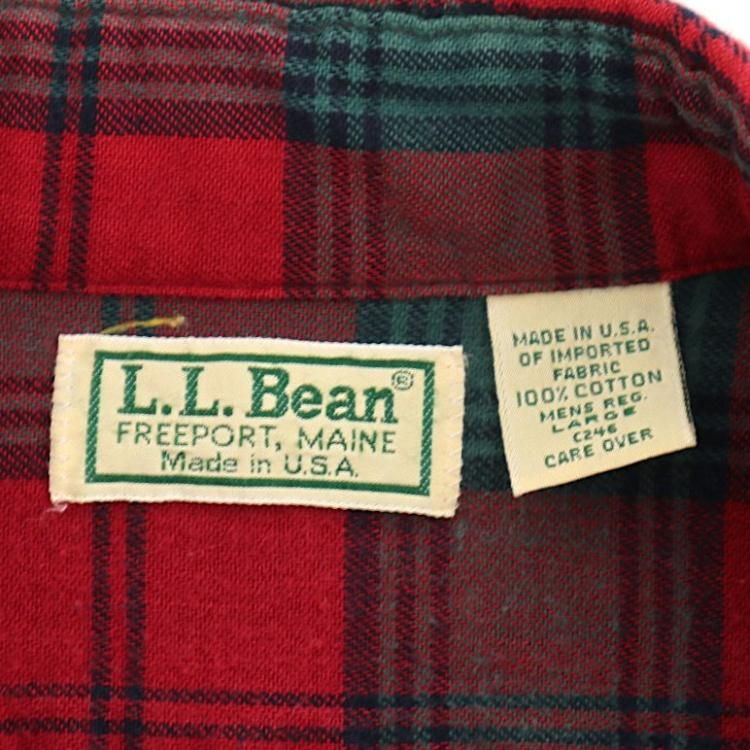 L.L.Bean®
FREEPORT, MAINE
Made in U.S.A.
MADE IN U.S.A.
OF IMPORTED
FABRIC
100% COTTON
MENS REG.
LARGE
C246
CARE OVER